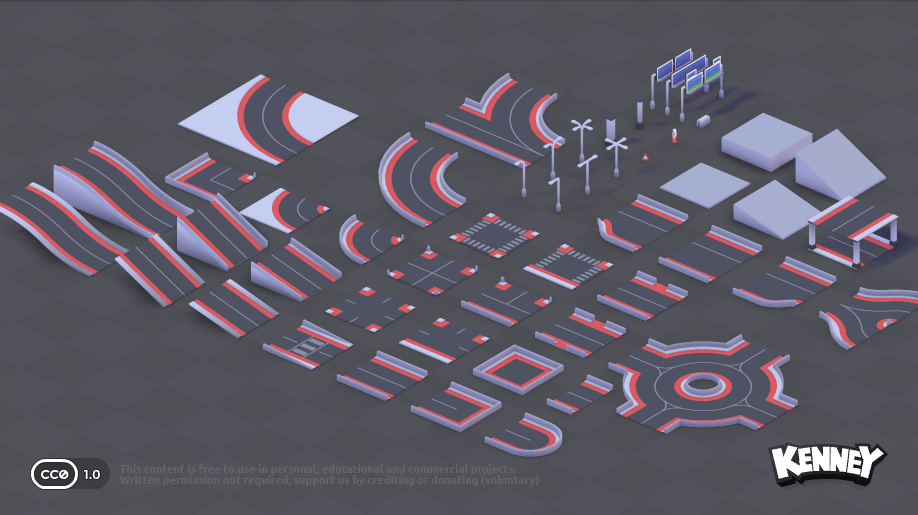 CC0 1.0
This content is free to use in personal, educational and commercial projects.
Written permission not required, support us by crediting or donating (voluntary)
KENNEY